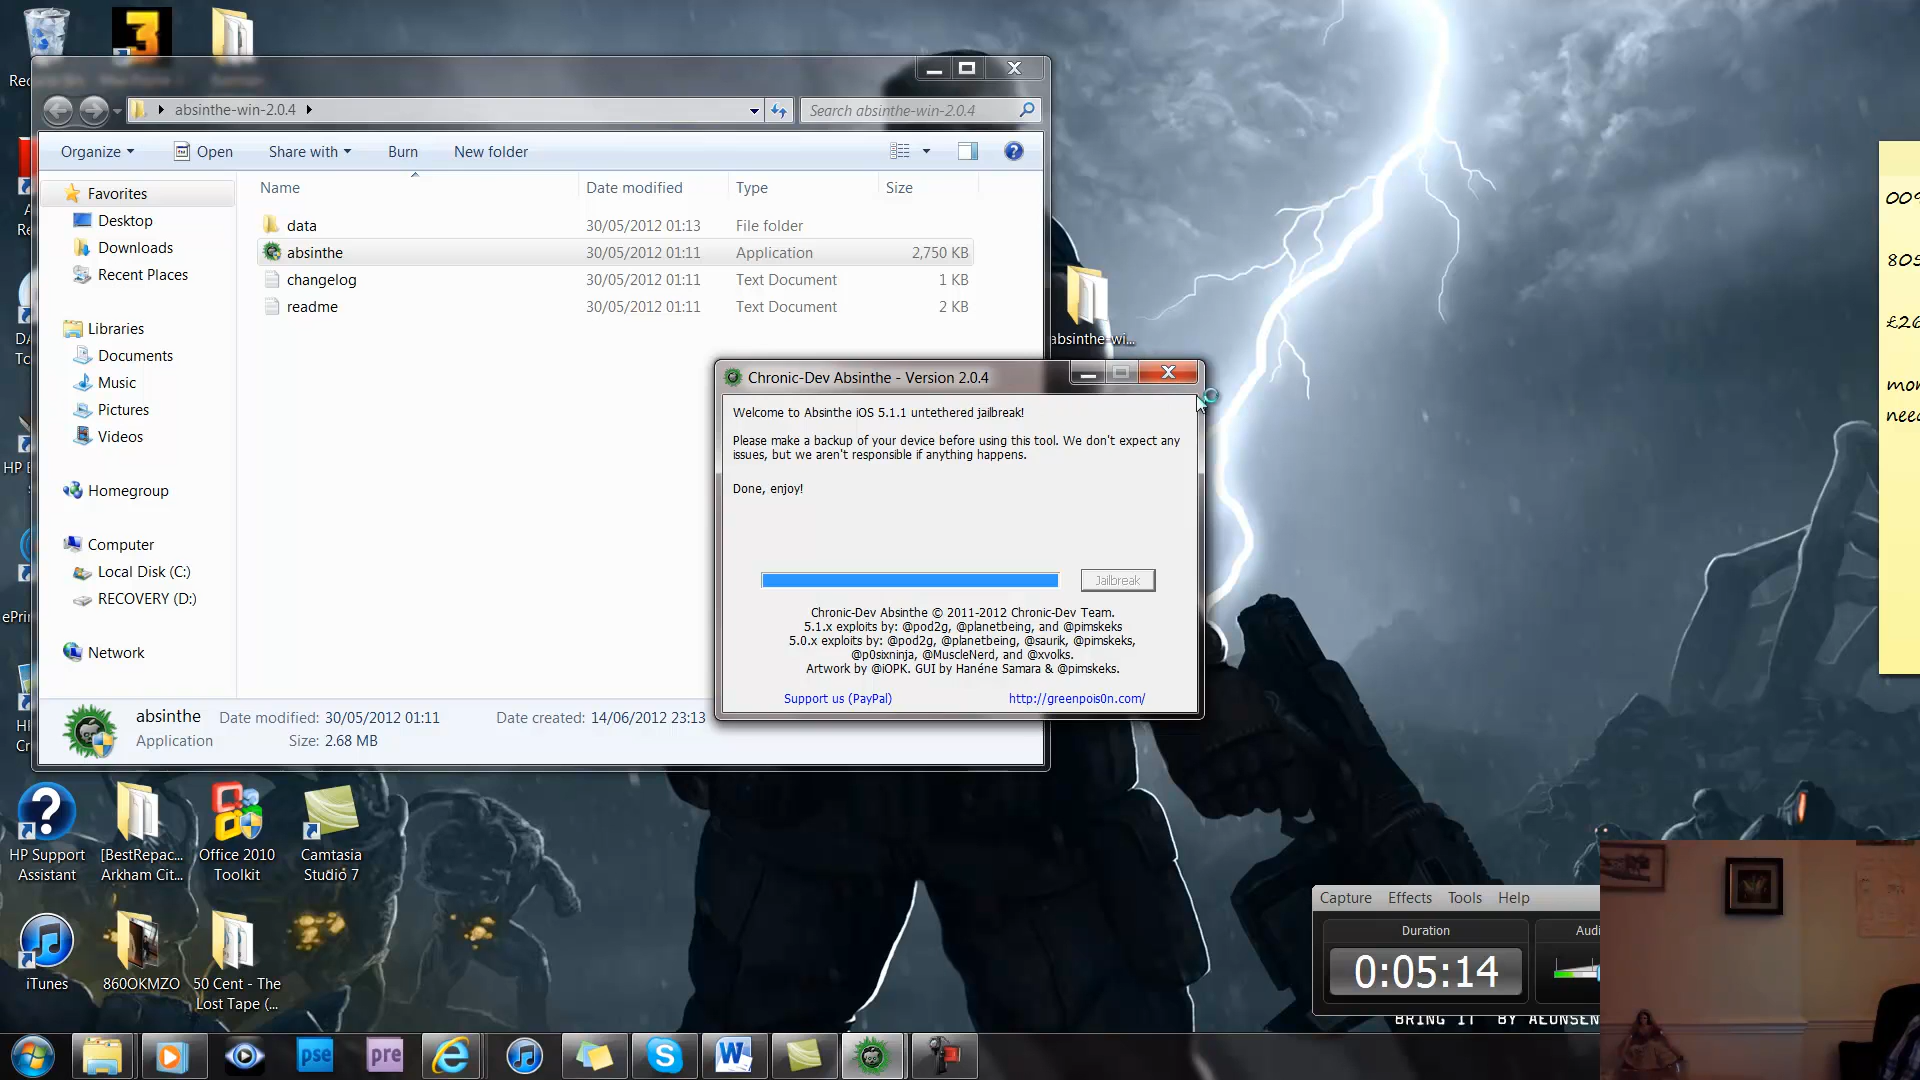 absinthe-win-2.0.4
Search absinthe-win-2.0.4
Organize
Open
Share with
Burn
New folder
Name
Date modified
Type
Size
Favorites
Desktop
Downloads
Recent Places
Libraries
Documents
Music
Pictures
Videos
Homegroup
Computer
Local Disk (C:)
RECOVERY (D:)
Network
data 30/05/2012 01:13 File folder
absinthe 30/05/2012 01:11 Application 2,750 KB
changelog 30/05/2012 01:11 Text Document 1 KB
readme 30/05/2012 01:11 Text Document 2 KB
absinthe Date modified: 30/05/2012 01:11 Date created: 14/06/2012 23:13
Application Size: 2.68 MB
absinthe-wi...
Chronic-Dev Absinthe - Version 2.0.4
Welcome to Absinthe iOS 5.1.1 untethered jailbreak!
Please make a backup of your device before using this tool. We don't expect any
issues, but we aren't responsible if anything happens.
Done, enjoy!
Jailbreak
Chronic-Dev Absinthe © 2011-2012 Chronic-Dev Team.
5.1.x exploits by: @pod2g, @planetbeing, and @pimskeks
5.0.x exploits by: @pod2g, @planetbeing, @saurik, @pimskeks,
@p0sixninja, @MuscleNerd, and @xvolks.
Artwork by @iOPK. GUI by Hanéne Samara & @pimskeks.
Support us (PayPal)
http://greenpois0n.com/
3
Rec
HP
ePrin
HP Support
Assistant
[BestRepac...
Arkham Cit...
Office 2010
Toolkit
Camtasia
Studio 7
iTunes
860OKMZO
50 Cent - The
Lost Tape (...
009
805
£26
mor
need
Capture
Effects
Tools
Help
Duration
Audi
0:05:14
BRING IT BY AEONSEN
pse
pre